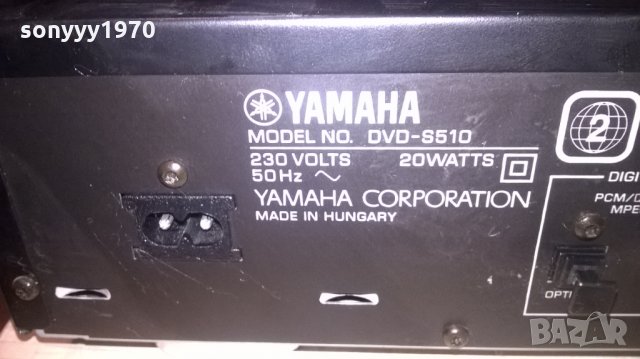 sonyyy1970
YAMAHA
MODEL NO. DVD-S510
230 VOLTS 20WATTS
50Hz ~
YAMAHA CORPORATION
MADE IN HUNGARY
2
DIGI
PCM/
MPE
OPTI
BAZAR